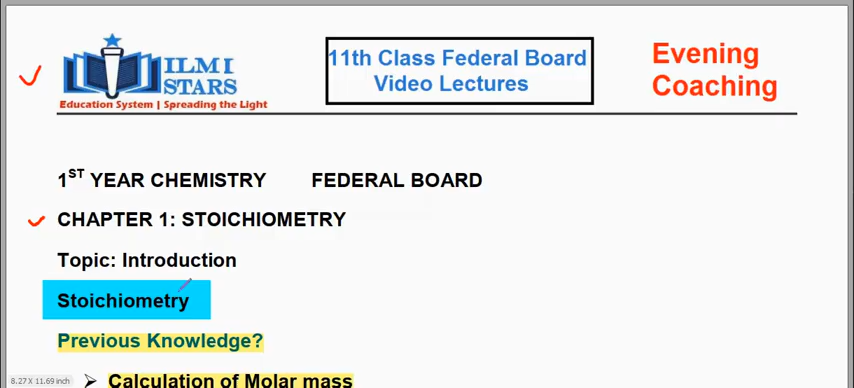 ILMI
STARS
Education System | Spreading the Light
11th Class Federal Board
Video Lectures
Evening
Coaching
1ST YEAR CHEMISTRY FEDERAL BOARD
CHAPTER 1: STOICHIOMETRY
Topic: Introduction
Stoichiometry
Previous Knowledge?
➢ Calculation of Molar mass
8.27 X 11.69 inch